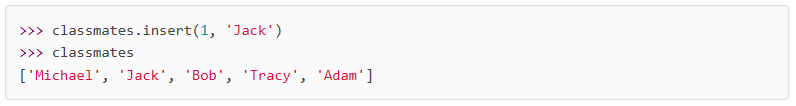 >>> classmates.insert(1, 'Jack')
>>> classmates
['Michael', 'Jack', 'Bob', 'Tracy', 'Adam']